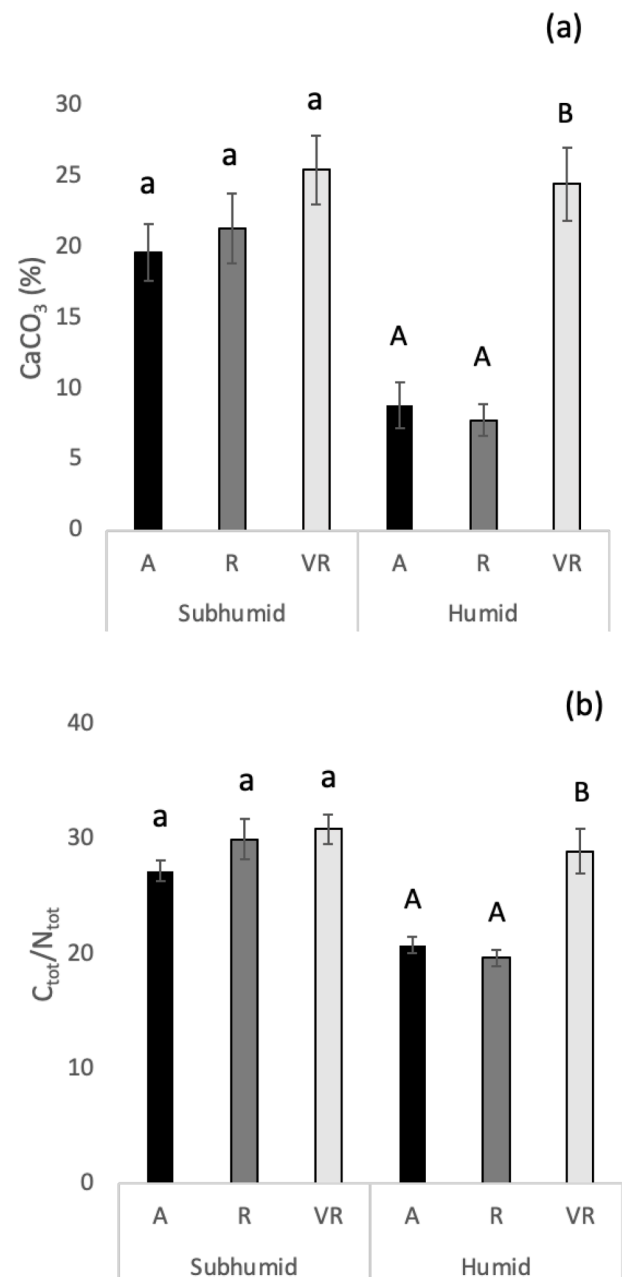 (a)
30
25
20
15
10
5
0
CaCO₃ (%)
a
a
a
A
A
B
A
R
VR
A
R
VR
Subhumid
Humid
(b)
40
30
20
10
0
Cₜₒₜ/Nₜₒₜ
a
a
a
A
A
B
A
R
VR
A
R
VR
Subhumid
Humid